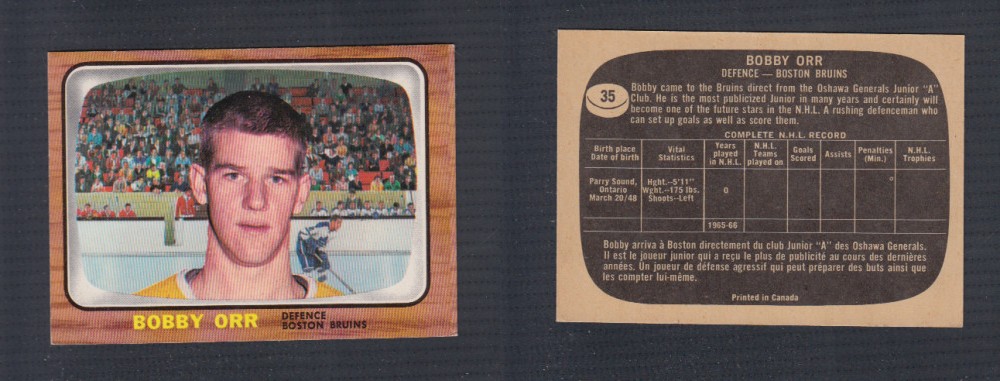 BOBBY ORR
DEFENCE
BOSTON BRUINS
35
BOBBY ORR
DEFENCE — BOSTON BRUINS
Bobby came to the Bruins direct from the Oshawa Generals Junior "A"
Club. He is the most publicized Junior in many years and certainly will
become one of the future stars in the N.H.L. A rushing defenceman who
can set up goals as well as score them.
COMPLETE N.H.L. RECORD
Birth place
Date of birth
Vital
Statistics
Years
played
in N.H.L.
N.H.L.
Teams
played on
Goals
Scored
Assists
Penalties
(Min.)
N.H.L.
Trophies
Parry Sound,
Ontario
March 20/48
Hght.—5'11"
Wght.—175 lbs.
Shoots—Left
0
1965-66
Bobby arriva à Boston directement du club Junior "A" des Oshawa Generals.
Il est le joueur junior qui a reçu le plus de publicité au cours des dernières
années. Un joueur de défense agressif qui peut préparer des buts ainsi que
les compter lui-même.
Printed in Canada